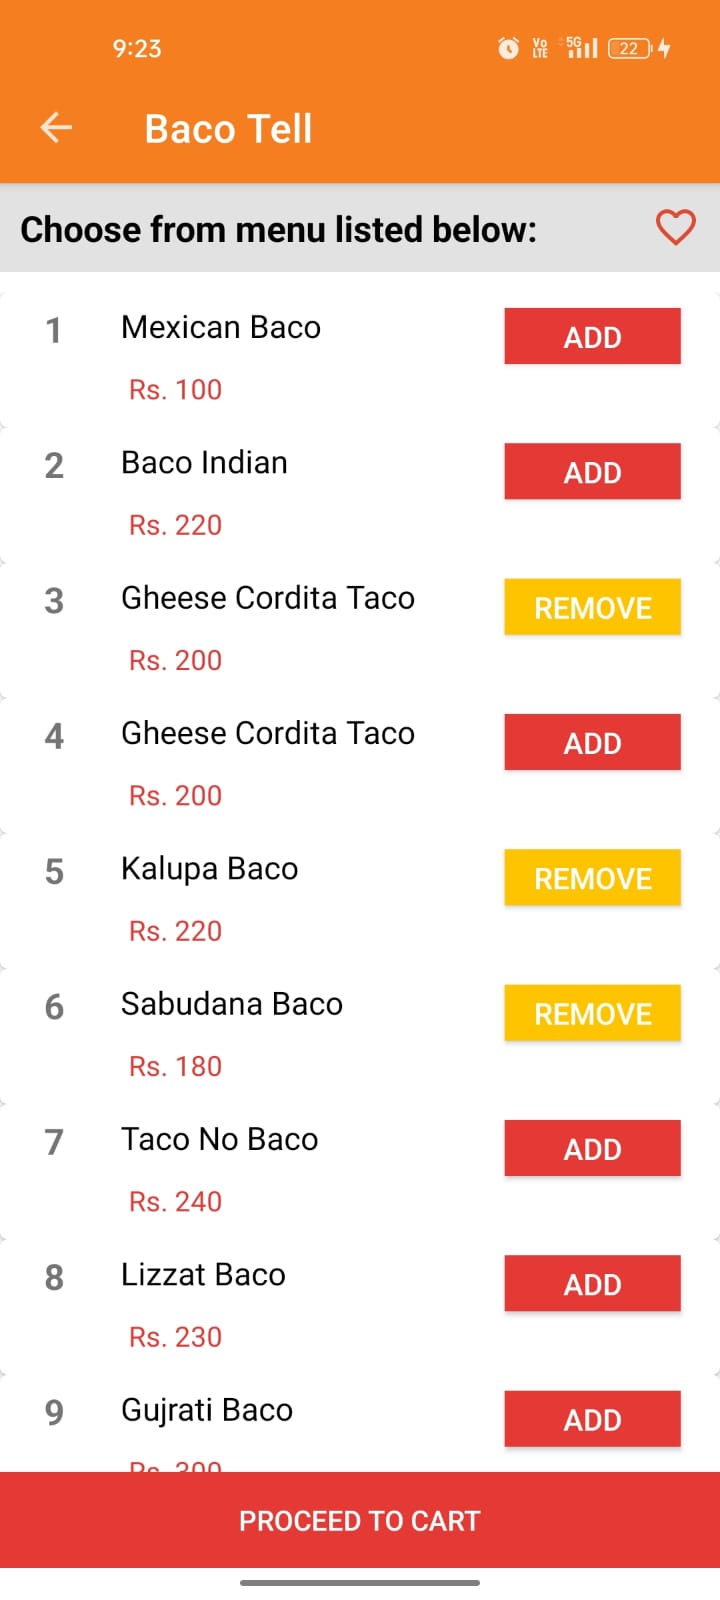 9:23
Vo LTE 5G 22
Baco Tell
Choose from menu listed below:
1 Mexican Baco ADD
Rs. 100
2 Baco Indian ADD
Rs. 220
3 Gheese Cordita Taco REMOVE
Rs. 200
4 Gheese Cordita Taco ADD
Rs. 200
5 Kalupa Baco REMOVE
Rs. 220
6 Sabudana Baco REMOVE
Rs. 180
7 Taco No Baco ADD
Rs. 240
8 Lizzat Baco ADD
Rs. 230
9 Gujrati Baco ADD
Rs. 300
PROCEED TO CART